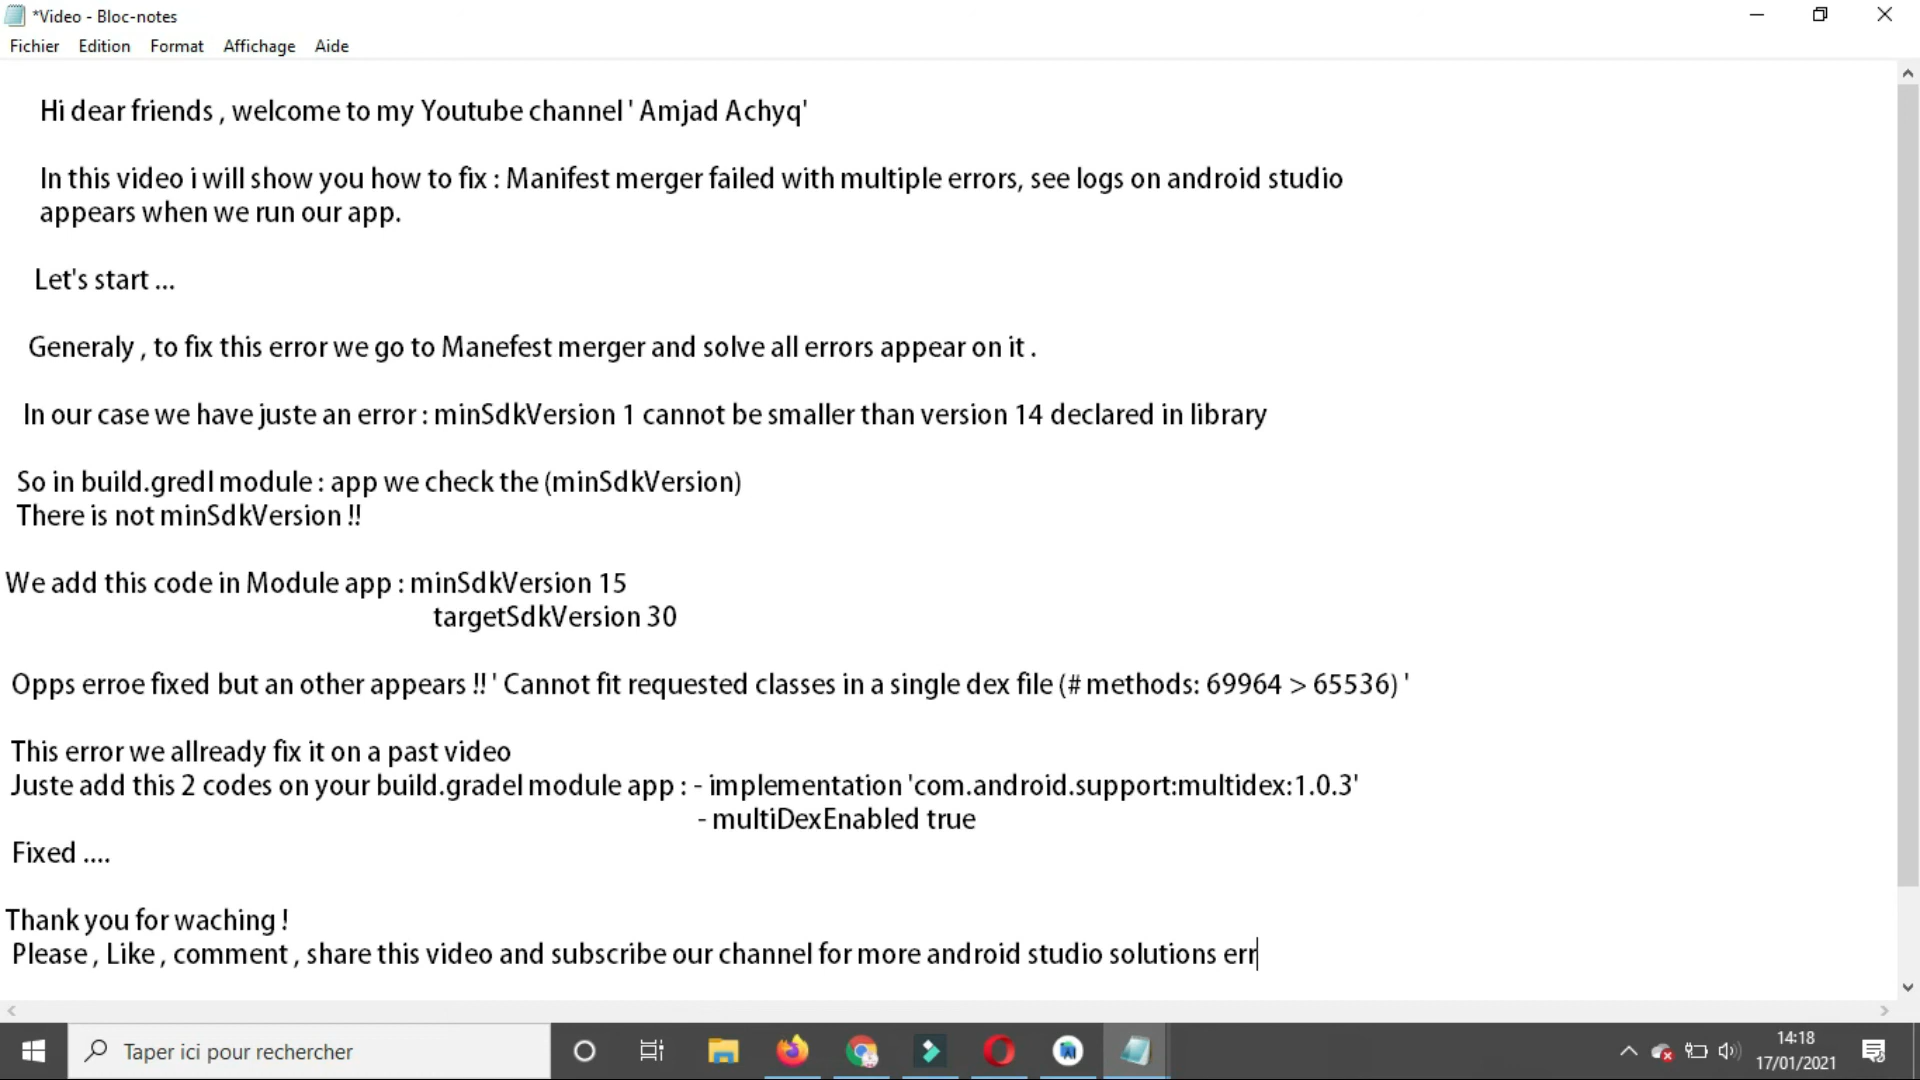 *Video - Bloc-notes
Fichier Edition Format Affichage Aide
Hi dear friends , welcome to my Youtube channel ' Amjad Achyq'
In this video i will show you how to fix : Manifest merger failed with multiple errors, see logs on android studio
appears when we run our app.
Let's start ...
Generaly , to fix this error we go to Manefest merger and solve all errors appear on it .
In our case we have juste an error : minSdkVersion 1 cannot be smaller than version 14 declared in library
So in build.gredl module : app we check the (minSdkVersion)
There is not minSdkVersion !!
We add this code in Module app : minSdkVersion 15
targetSdkVersion 30
Opps erroe fixed but an other appears !! ' Cannot fit requested classes in a single dex file (# methods: 69964 > 65536) '
This error we allready fix it on a past video
Juste add this 2 codes on your build.gradel module app : - implementation 'com.android.support:multidex:1.0.3'
- multiDexEnabled true
Fixed ....
Thank you for waching !
Please , Like , comment , share this video and subscribe our channel for more android studio solutions err
Taper ici pour rechercher
14:18
17/01/2021